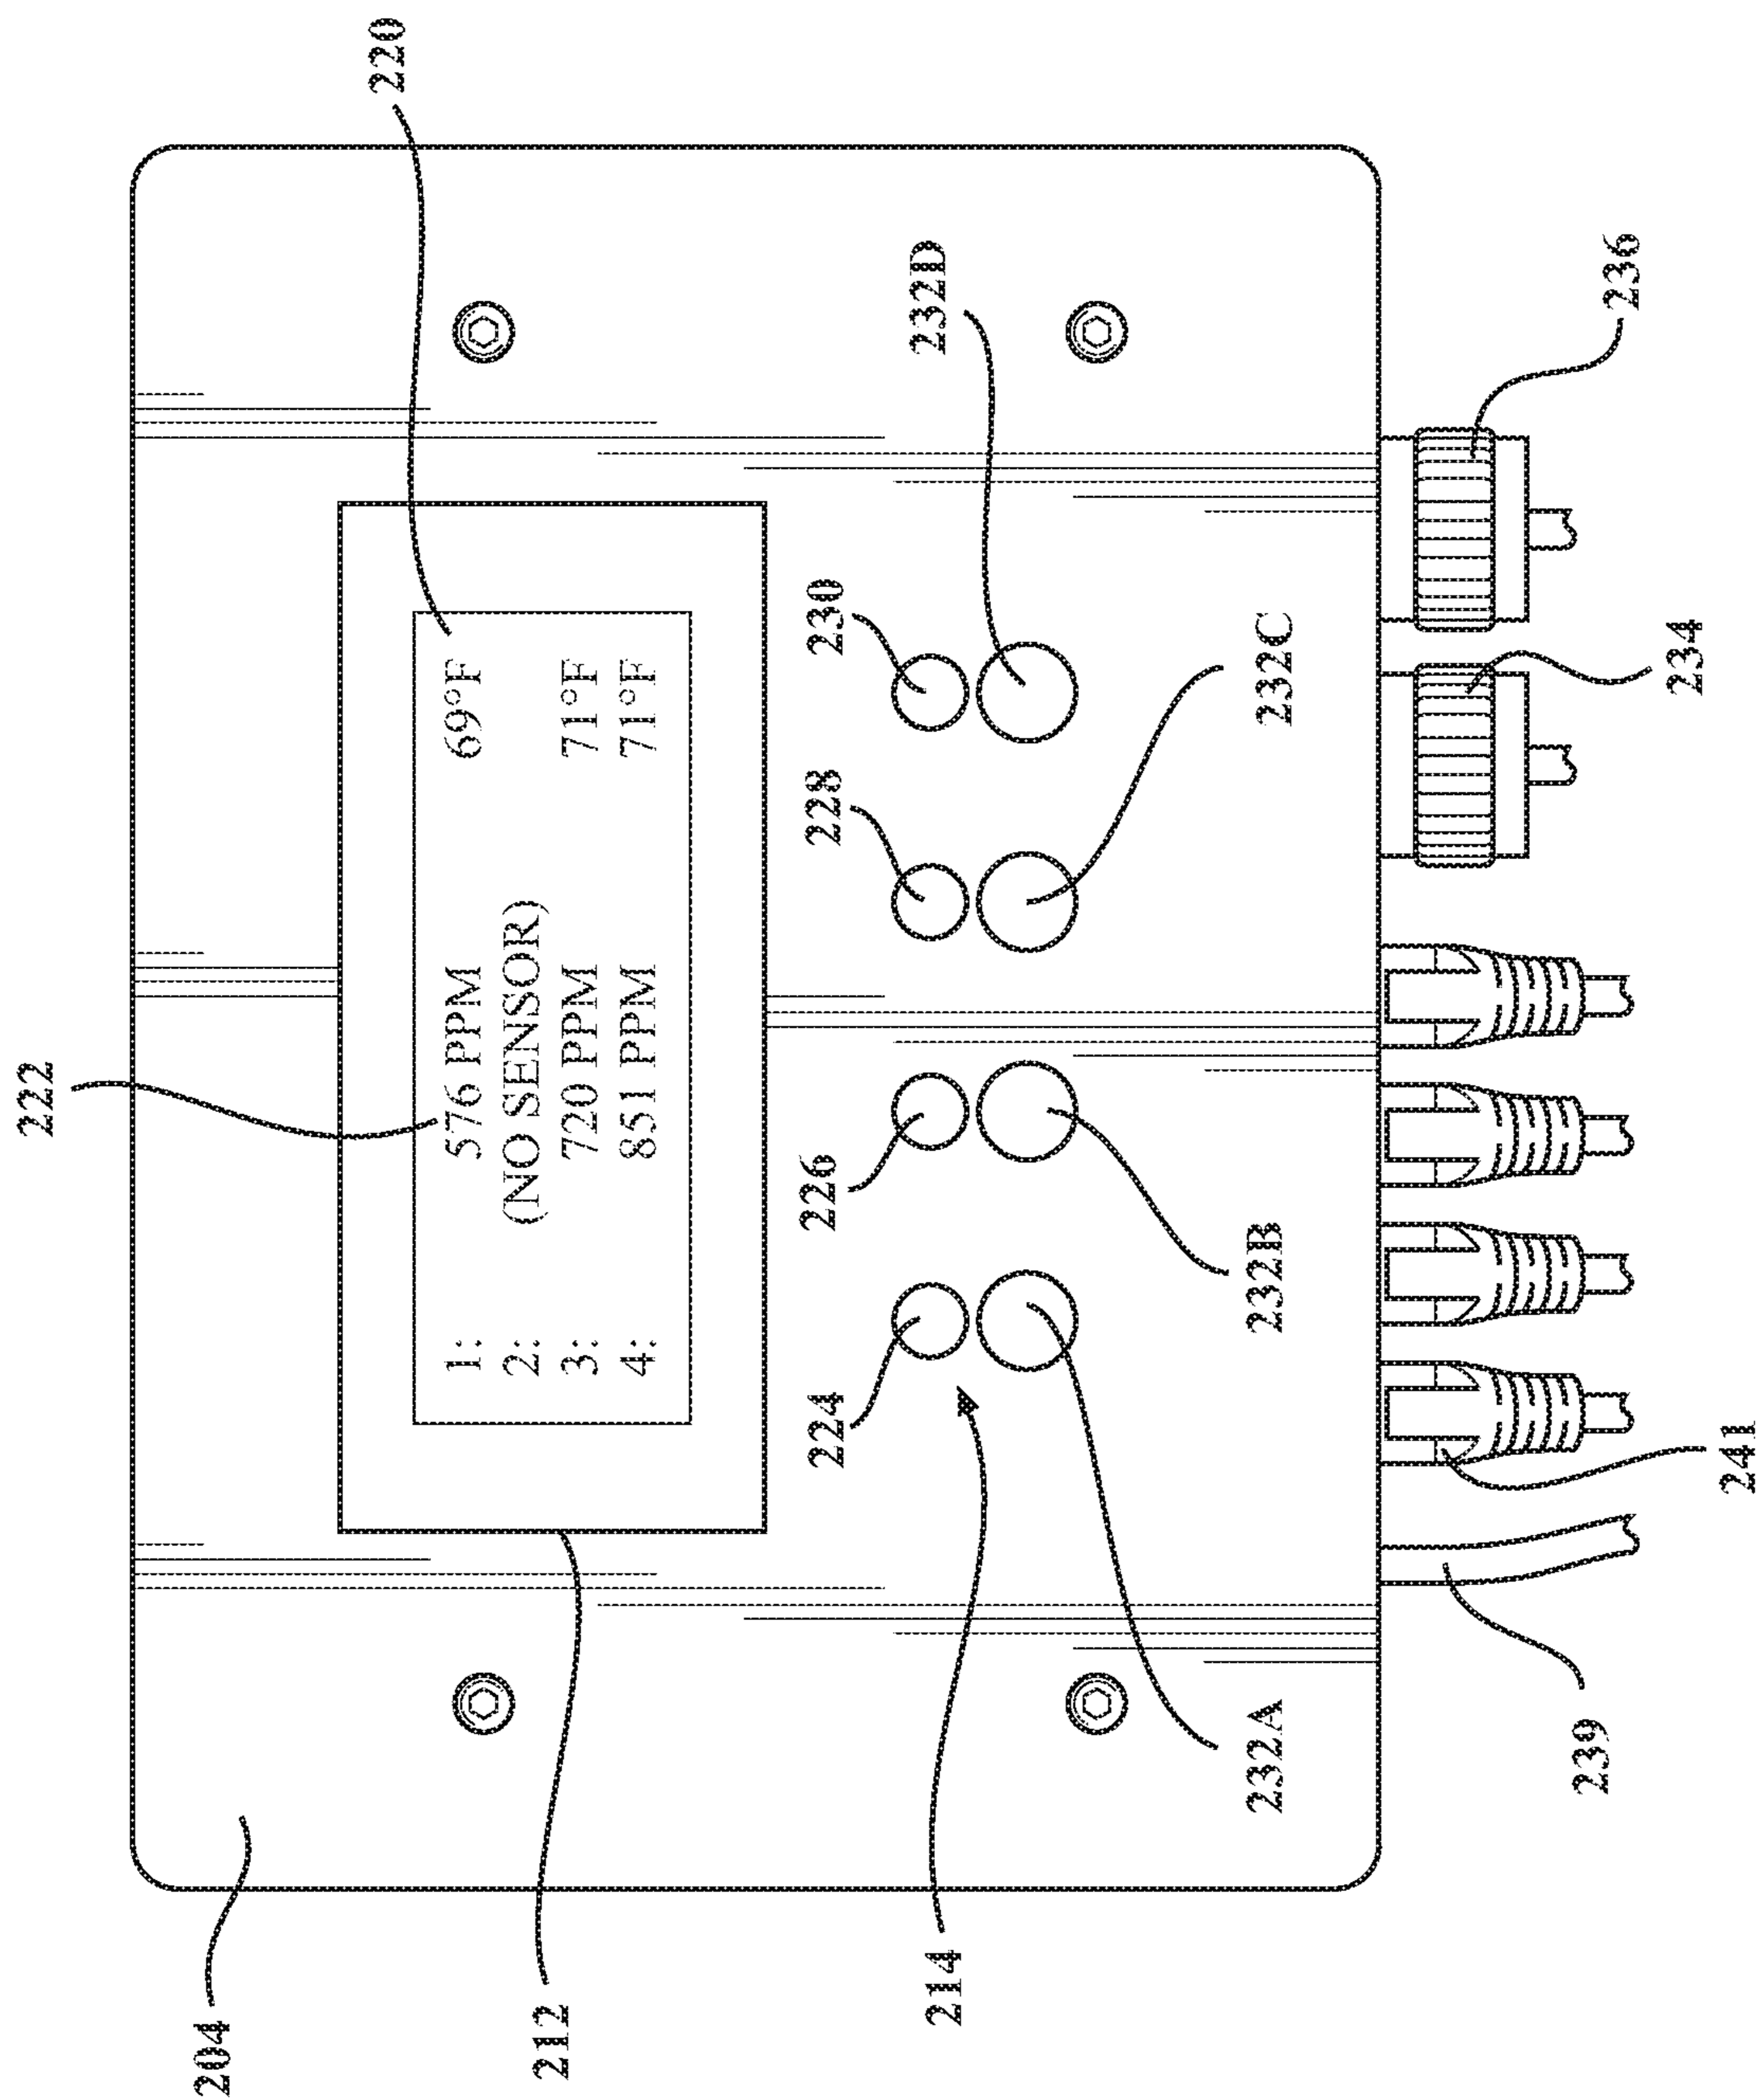 222
220
1: 576 PPM 69°F
2: (NO SENSOR)
3: 720 PPM 71°F
4: 851 PPM 71°F
204
212
224
226
228
230
232D
214
232A
232B
232C
239
241
234
236